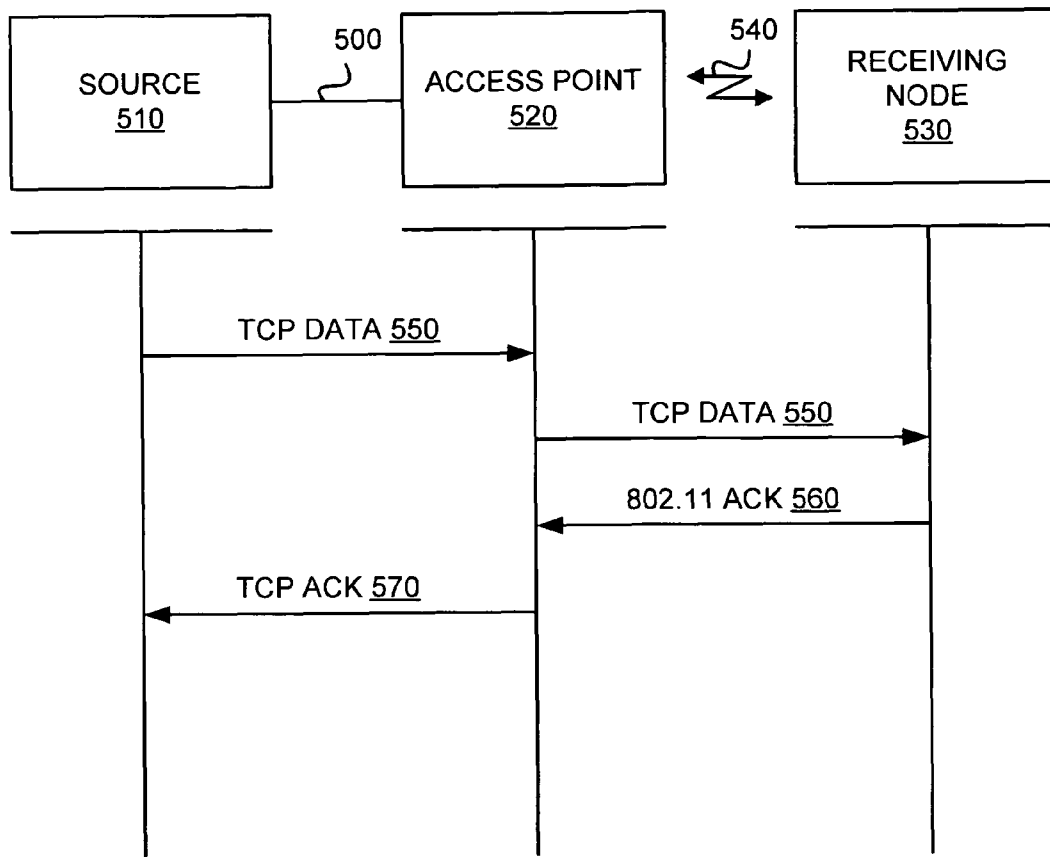 SOURCE
510
500
ACCESS POINT
520
540
RECEIVING
NODE
530
TCP DATA 550
TCP DATA 550
802.11 ACK 560
TCP ACK 570